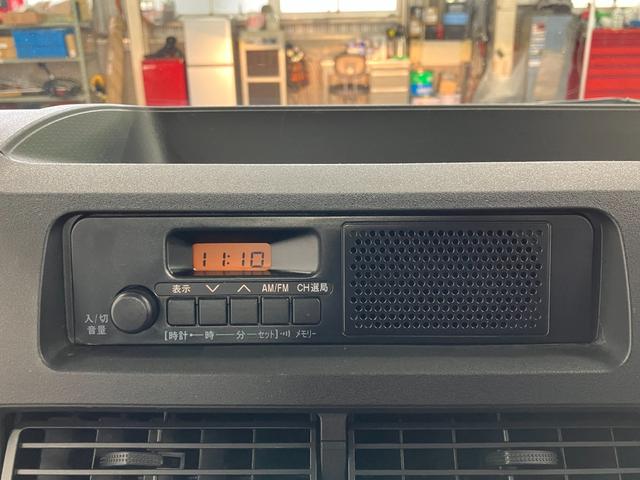 11:10
表示 ∨ ∧ AM/FM CH選局
入/切
音量
[時計•─時─分─セット]•))) メモリー